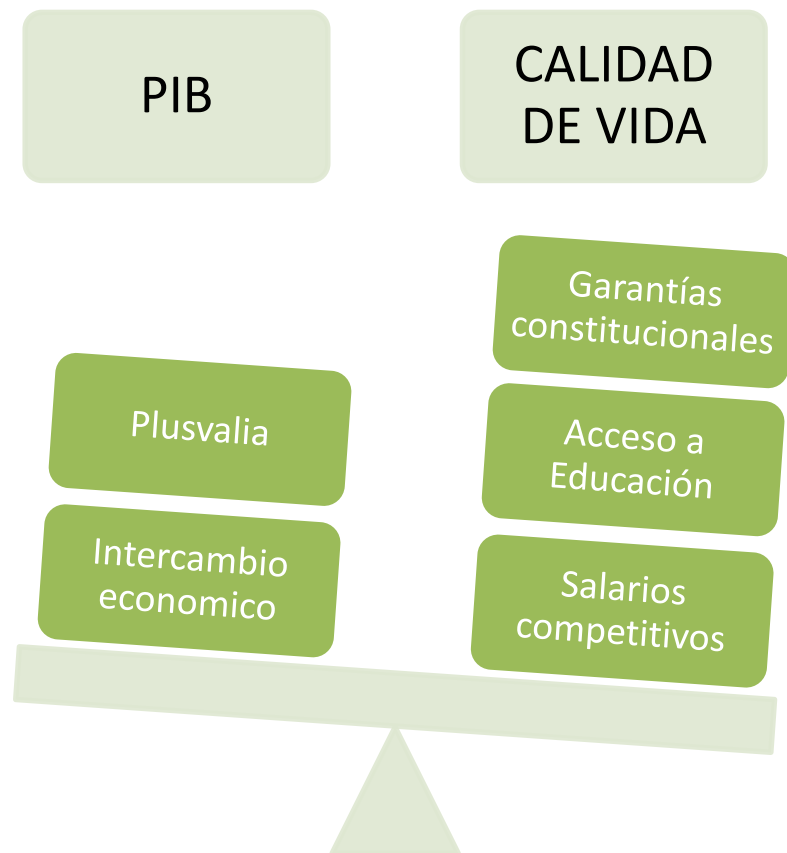 PIB
CALIDAD
DE VIDA
Garantías
constitucionales
Plusvalia
Acceso a
Educación
Intercambio
economico
Salarios
competitivos